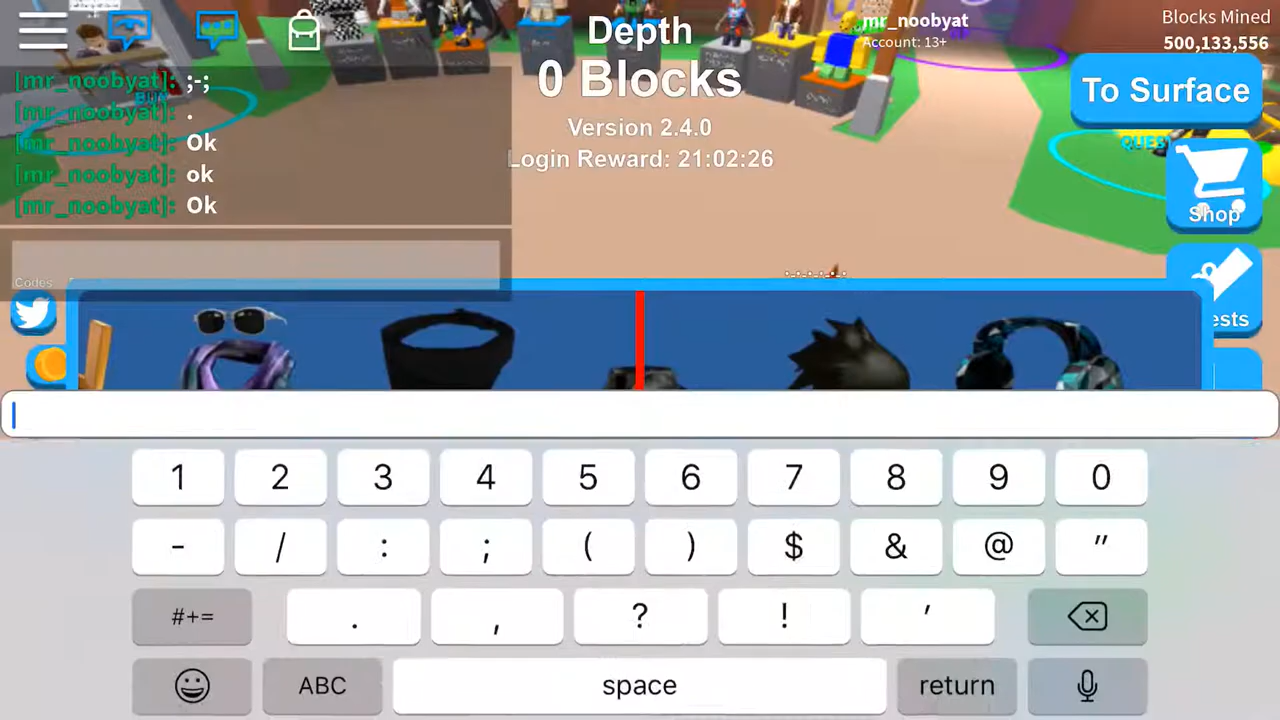 Depth
0 Blocks
Version 2.4.0
Login Reward: 21:02:26
mr_noobyat
Account: 13+
Blocks Mined
500,133,556
To Surface
[mr_noobyat]: ;-;
[mr_noobyat]: .
[mr_noobyat]: Ok
[mr_noobyat]: ok
[mr_noobyat]: Ok
Shop
Codes
1 2 3 4 5 6 7 8 9 0
- / : ; ( ) $ & @ "
#+= . , ? ! '
ABC space return